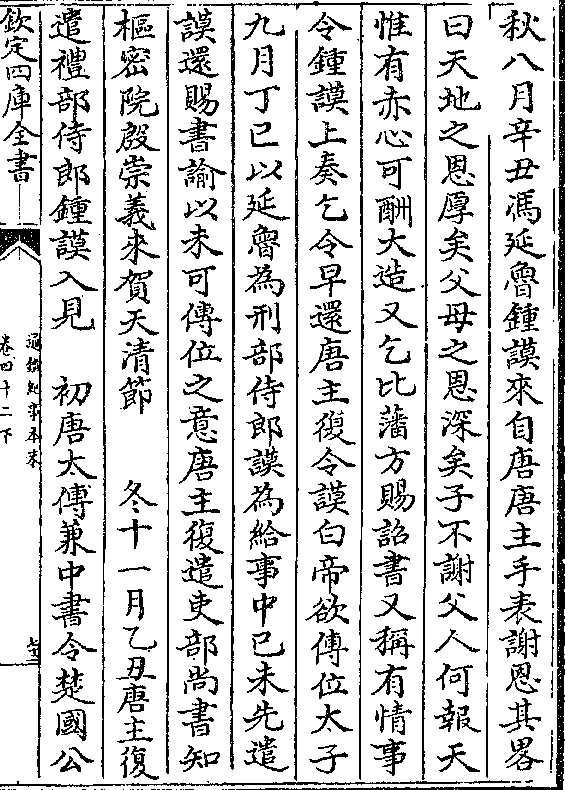 秋八月辛丑馮延魯鍾謨來自唐唐主手表謝恩其畧
曰天地之恩厚矣父母之恩深矣子不謝父人何報天
惟有赤心可酬大造又乞比藩方賜詔書又稱有情事
令鍾謨上奏乞令早還唐主復令謨白帝欲傳位太子
九月丁巳以延魯為刑部侍郎謨為給事中己未先遣
謨還賜書諭以未可傳位之意唐主復遣吏部尚書知
樞密院殷崇義來賀天清節　冬十一月乙丑唐主復
遣禮部侍郎鍾謨入見　初唐太傅兼中書令楚國公
欽定四庫全書
通鑑紀事本末
卷四十二下